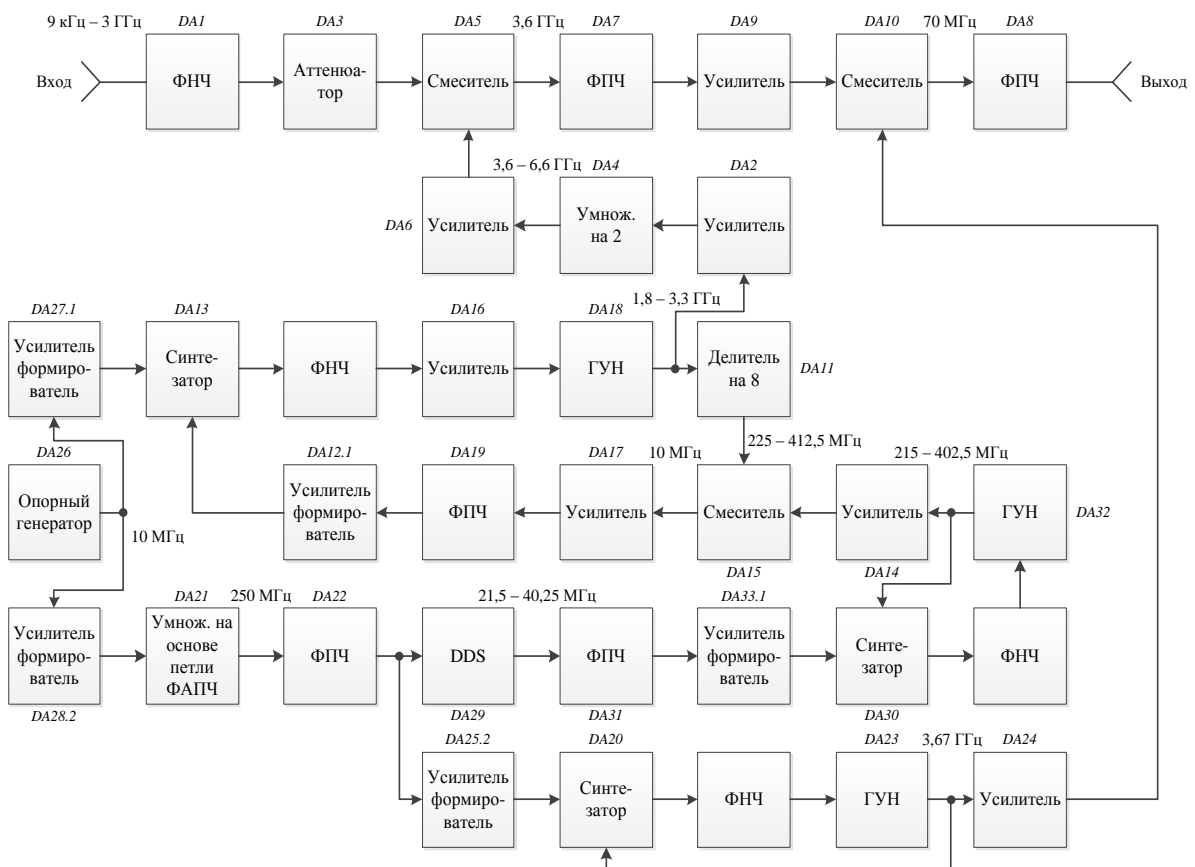 9 кГц – 3 ГГц
DA1
DA3
DA5
3,6 ГГц
DA7
DA9
DA10
70 МГц
DA8
Вход
ФНЧ
Аттенюа-
тор
Смеситель
ФПЧ
Усилитель
Смеситель
ФПЧ
Выход
3,6 – 6,6 ГГц
DA4
DA2
DA6
Усилитель
Умнож.
на 2
Усилитель
1,8 – 3,3 ГГц
DA27.1
DA13
DA16
DA18
Усилитель
формиро-
ватель
Синте-
затор
ФНЧ
Усилитель
ГУН
Делитель
на 8
DA11
225 – 412,5 МГц
DA26
DA12.1
DA19
10 МГц
DA17
215 – 402,5 МГц
Опорный
генератор
10 МГц
Усилитель
формиро-
ватель
ФПЧ
Усилитель
Смеситель
Усилитель
ГУН
DA32
DA15
DA14
DA21
250 МГц
DA22
21,5 – 40,25 МГц
DA33.1
Усилитель
формиро-
ватель
Умнож. на
основе
петли
ФАПЧ
ФПЧ
DDS
ФПЧ
Усилитель
формиро-
ватель
Синте-
затор
ФНЧ
DA28.2
DA29
DA31
DA30
DA25.2
DA20
DA23
3,67 ГГц
DA24
Усилитель
формиро-
ватель
Синте-
затор
ФНЧ
ГУН
Усилитель